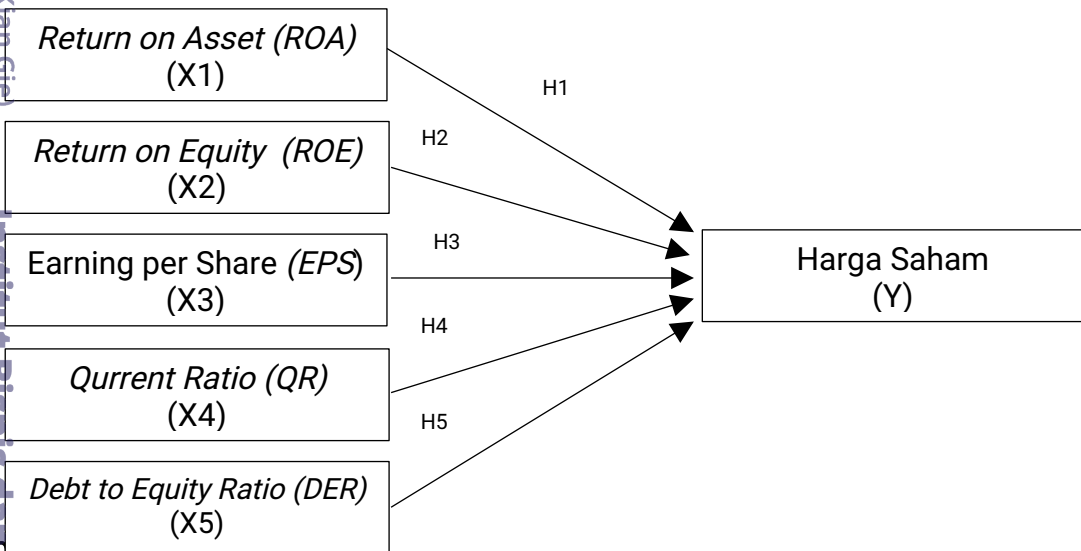 Return on Asset (ROA)
(X1)
H1
Return on Equity (ROE)
(X2)
H2
Earning per Share (EPS)
(X3)
H3
Qurrent Ratio (QR)
(X4)
H4
Debt to Equity Ratio (DER)
(X5)
H5
Harga Saham
(Y)